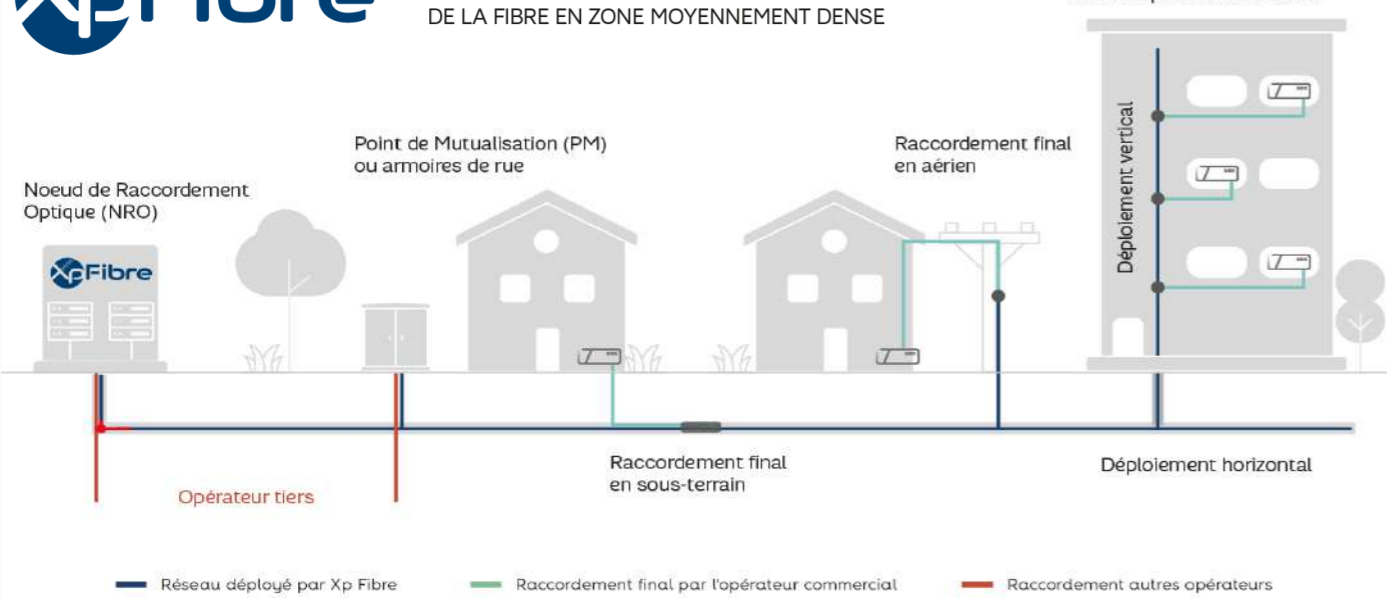 XpFibre
DE LA FIBRE EN ZONE MOYENNEMENT DENSE
Point de Mutualisation (PM)
ou armoires de rue
Raccordement final
en aérien
Déploiement vertical
Noeud de Raccordement
Optique (NRO)
XpFibre
Raccordement final
en sous-terrain
Déploiement horizontal
Opérateur tiers
Réseau déployé par Xp Fibre
Raccordement final par l'opérateur commercial
Raccordement autres opérateurs